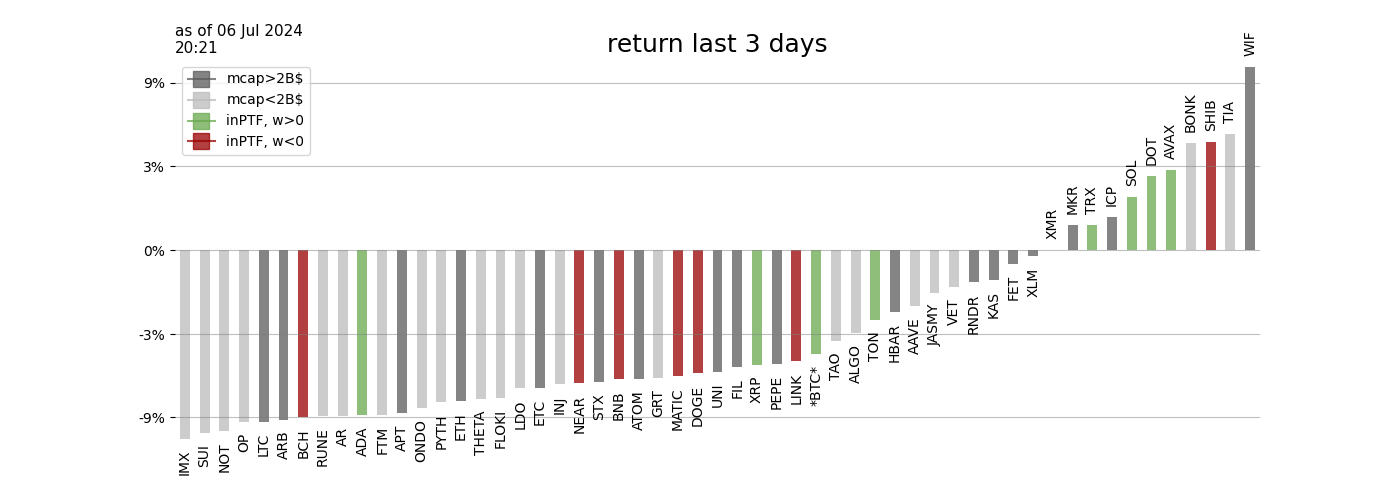 as of 06 Jul 2024
20:21
return last 3 days
mcap>2B$
mcap<2B$
inPTF, w>0
inPTF, w<0
9%
3%
0%
-3%
-9%
IMX
SUI
NOT
OP
LTC
ARB
BCH
RUNE
AR
ADA
FTM
APT
ONDO
PYTH
ETH
THETA
FLOKI
LDO
ETC
INJ
NEAR
STX
BNB
ATOM
GRT
MATIC
DOGE
UNI
FIL
XRP
PEPE
LINK
*BTC*
TAO
ALGO
TON
HBAR
AAVE
JASMY
VET
RNDR
KAS
FET
XLM
XMR
MKR
TRX
ICP
SOL
DOT
AVAX
BONK
SHIB
TIA
WIF